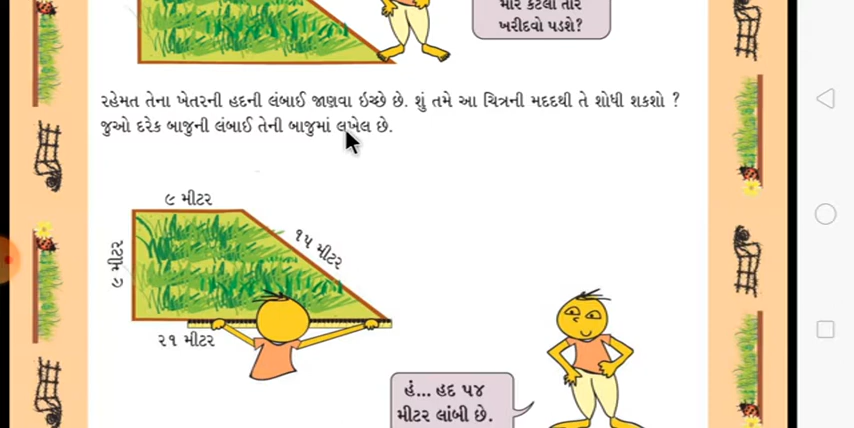 મારે કેટલા તાર
ખરીદવો પડશે?
રહેમત તેના ખેતરની હદની લંબાઈ જાણવા ઇચ્છે છે. શું તમે આ ચિત્રની મદદથી તે શોધી શકશો ?
જુઓ દરેક બાજુની લંબાઈ તેની બાજુમાં લખેલ છે.
૯ મીટર
૯ મીટર
૧૫ મીટર
૨૧ મીટર
હં... હદ ૫૪
મીટર લાંબી છે.